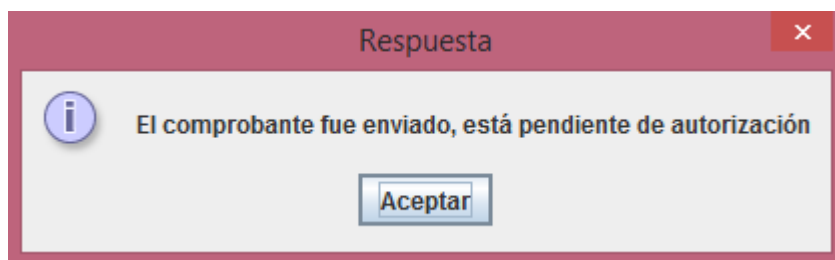 Respuesta
El comprobante fue enviado, está pendiente de autorización
Aceptar